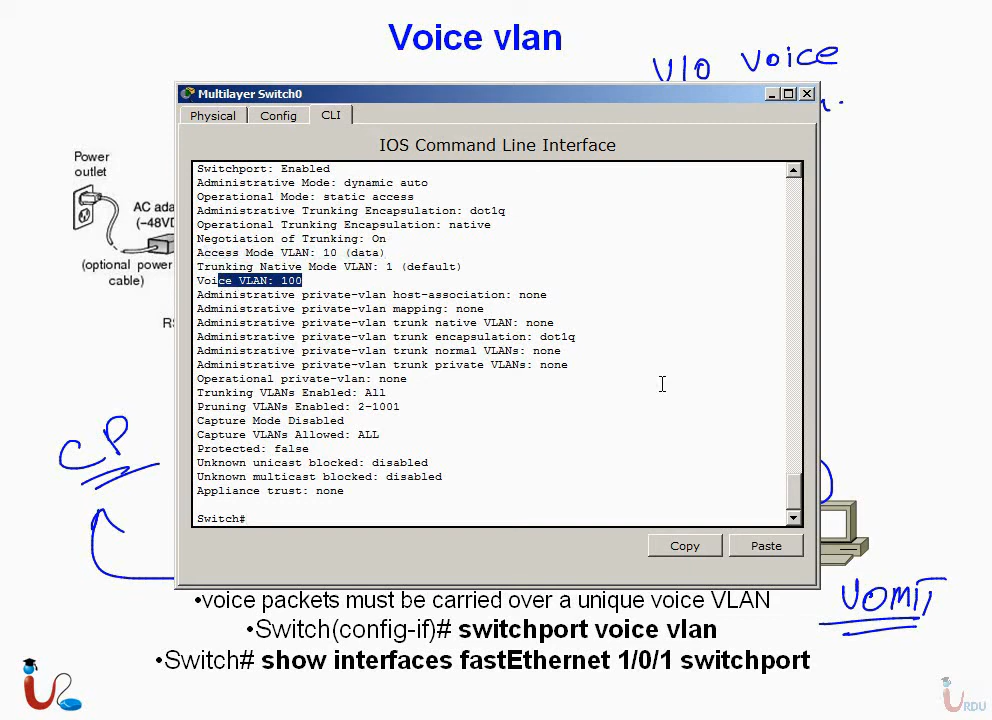 Voice vlan
V10 voice
Multilayer Switch0
Physical Config CLI
IOS Command Line Interface
Switchport: Enabled
Administrative Mode: dynamic auto
Operational Mode: static access
Administrative Trunking Encapsulation: dot1q
Operational Trunking Encapsulation: native
Negotiation of Trunking: On
Access Mode VLAN: 10 (data)
Trunking Native Mode VLAN: 1 (default)
Voice VLAN: 100
Administrative private-vlan host-association: none
Administrative private-vlan mapping: none
Administrative private-vlan trunk native VLAN: none
Administrative private-vlan trunk encapsulation: dot1q
Administrative private-vlan trunk normal VLANs: none
Administrative private-vlan trunk private VLANs: none
Operational private-vlan: none
Trunking VLANs Enabled: All
Pruning VLANs Enabled: 2-1001
Capture Mode Disabled
Capture VLANs Allowed: ALL
Protected: false
Unknown unicast blocked: disabled
Unknown multicast blocked: disabled
Appliance trust: none
Switch#
Copy Paste
Power
outlet
AC ada
(–48VD
(optional power
cable)
RS
CP
VOMIT
•voice packets must be carried over a unique voice VLAN
•Switch(config-if)# switchport voice vlan
•Switch# show interfaces fastEthernet 1/0/1 switchport
URDU